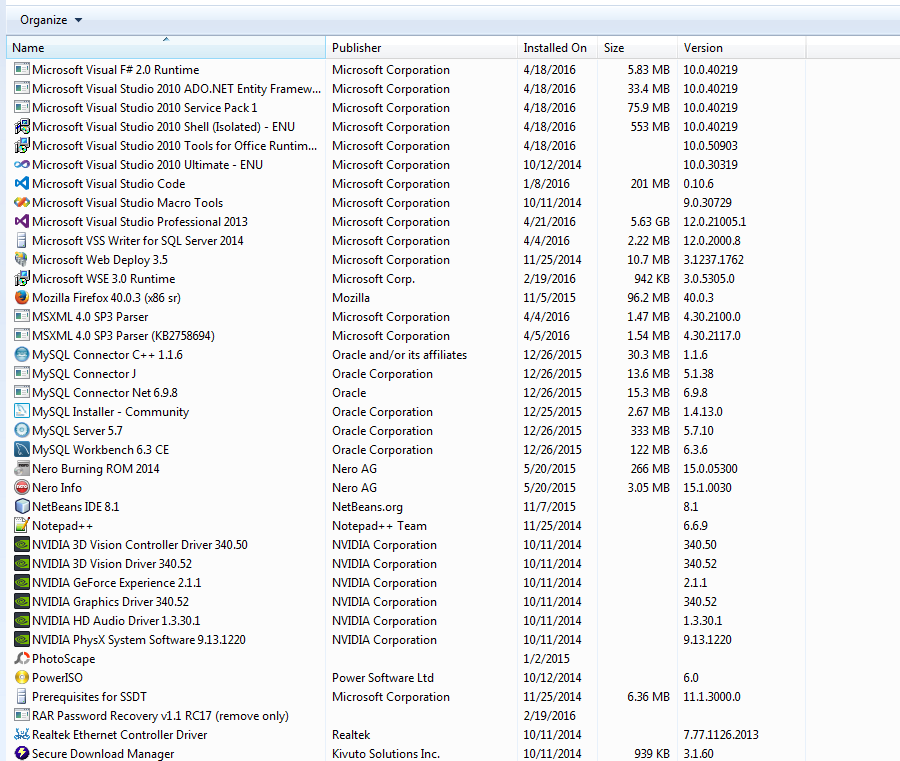 Organize
Name Publisher Installed On Size Version
Microsoft Visual F# 2.0 Runtime Microsoft Corporation 4/18/2016 5.83 MB 10.0.40219
Microsoft Visual Studio 2010 ADO.NET Entity Framew... Microsoft Corporation 4/18/2016 33.4 MB 10.0.40219
Microsoft Visual Studio 2010 Service Pack 1 Microsoft Corporation 4/18/2016 75.9 MB 10.0.40219
Microsoft Visual Studio 2010 Shell (Isolated) - ENU Microsoft Corporation 4/18/2016 553 MB 10.0.40219
Microsoft Visual Studio 2010 Tools for Office Runtim... Microsoft Corporation 4/18/2016 10.0.50903
Microsoft Visual Studio 2010 Ultimate - ENU Microsoft Corporation 10/12/2014 10.0.30319
Microsoft Visual Studio Code Microsoft Corporation 1/8/2016 201 MB 0.10.6
Microsoft Visual Studio Macro Tools Microsoft Corporation 10/11/2014 9.0.30729
Microsoft Visual Studio Professional 2013 Microsoft Corporation 4/21/2016 5.63 GB 12.0.21005.1
Microsoft VSS Writer for SQL Server 2014 Microsoft Corporation 4/4/2016 2.22 MB 12.0.2000.8
Microsoft Web Deploy 3.5 Microsoft Corporation 11/25/2014 10.7 MB 3.1237.1762
Microsoft WSE 3.0 Runtime Microsoft Corp. 2/19/2016 942 KB 3.0.5305.0
Mozilla Firefox 40.0.3 (x86 sr) Mozilla 11/5/2015 96.2 MB 40.0.3
MSXML 4.0 SP3 Parser Microsoft Corporation 4/4/2016 1.47 MB 4.30.2100.0
MSXML 4.0 SP3 Parser (KB2758694) Microsoft Corporation 4/5/2016 1.54 MB 4.30.2117.0
MySQL Connector C++ 1.1.6 Oracle and/or its affiliates 12/26/2015 30.3 MB 1.1.6
MySQL Connector J Oracle Corporation 12/26/2015 13.6 MB 5.1.38
MySQL Connector Net 6.9.8 Oracle 12/26/2015 15.3 MB 6.9.8
MySQL Installer - Community Oracle Corporation 12/25/2015 2.67 MB 1.4.13.0
MySQL Server 5.7 Oracle Corporation 12/26/2015 333 MB 5.7.10
MySQL Workbench 6.3 CE Oracle Corporation 12/26/2015 122 MB 6.3.6
Nero Burning ROM 2014 Nero AG 5/20/2015 266 MB 15.0.05300
Nero Info Nero AG 5/20/2015 3.05 MB 15.1.0030
NetBeans IDE 8.1 NetBeans.org 11/7/2015 8.1
Notepad++ Notepad++ Team 11/25/2014 6.6.9
NVIDIA 3D Vision Controller Driver 340.50 NVIDIA Corporation 10/11/2014 340.50
NVIDIA 3D Vision Driver 340.52 NVIDIA Corporation 10/11/2014 340.52
NVIDIA GeForce Experience 2.1.1 NVIDIA Corporation 10/11/2014 2.1.1
NVIDIA Graphics Driver 340.52 NVIDIA Corporation 10/11/2014 340.52
NVIDIA HD Audio Driver 1.3.30.1 NVIDIA Corporation 10/11/2014 1.3.30.1
NVIDIA PhysX System Software 9.13.1220 NVIDIA Corporation 10/11/2014 9.13.1220
PhotoScape 1/2/2015
PowerISO Power Software Ltd 10/12/2014 6.0
Prerequisites for SSDT Microsoft Corporation 11/25/2014 6.36 MB 11.1.3000.0
RAR Password Recovery v1.1 RC17 (remove only) 2/19/2016
Realtek Ethernet Controller Driver Realtek 10/11/2014 7.77.1126.2013
Secure Download Manager Kivuto Solutions Inc. 10/11/2014 939 KB 3.1.60